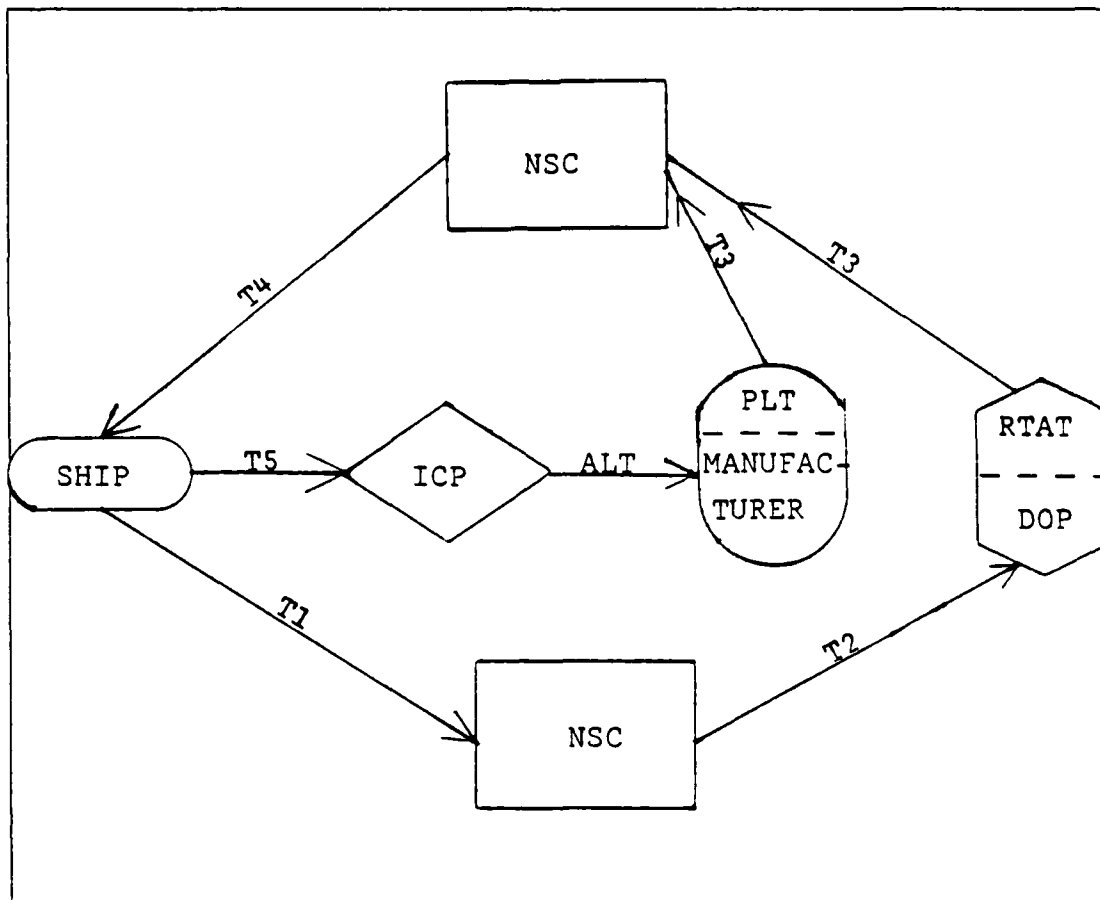 NSC
T3
T3
T4
PLT
RTAT
SHIP
T5
ICP
ALT
MANUFAC-
TURER
DOP
T1
T2
NSC